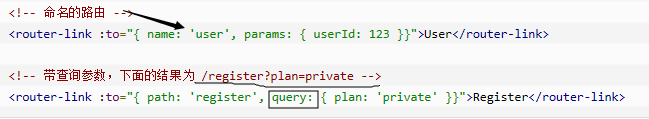 <!-- 命名的路由 -->
<router-link :to="{ name: 'user', params: { userId: 123 }}">User</router-link>
<!-- 带查询参数，下面的结果为 /register?plan=private -->
<router-link :to="{ path: 'register', query: { plan: 'private' }}">Register</router-link>